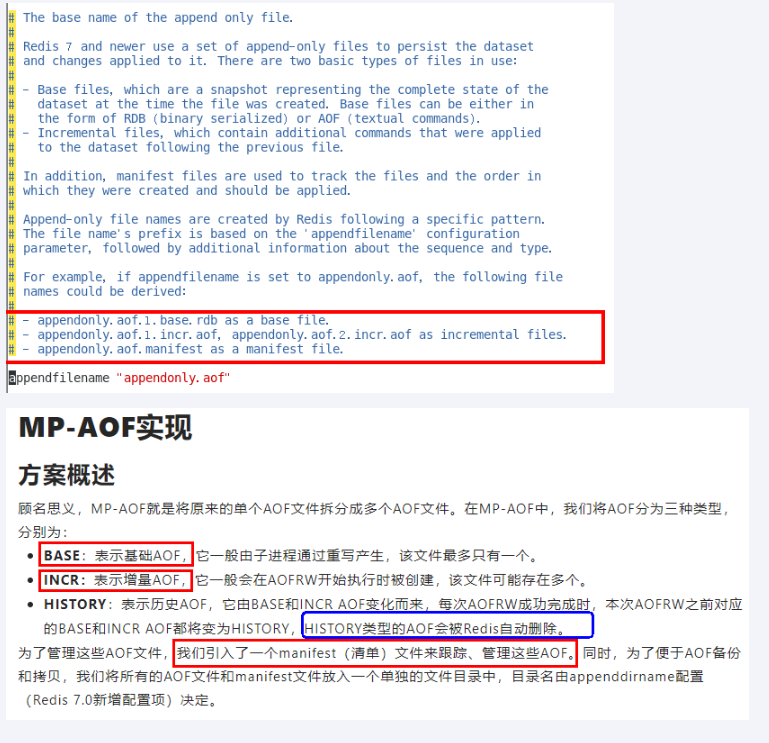 # The base name of the append only file.
#
# Redis 7 and newer use a set of append-only files to persist the dataset
# and changes applied to it. There are two basic types of files in use:
#
# - Base files, which are a snapshot representing the complete state of the
#   dataset at the time the file was created. Base files can be either in
#   the form of RDB (binary serialized) or AOF (textual commands).
# - Incremental files, which contain additional commands that were applied
#   to the dataset following the previous file.
#
# In addition, manifest files are used to track the files and the order in
# which they were created and should be applied.
#
# Append-only file names are created by Redis following a specific pattern.
# The file name's prefix is based on the 'appendfilename' configuration
# parameter, followed by additional information about the sequence and type.
#
# For example, if appendfilename is set to appendonly.aof, the following file
# names could be derived:
#
# - appendonly.aof.1.base.rdb as a base file.
# - appendonly.aof.1.incr.aof, appendonly.aof.2.incr.aof as incremental files.
# - appendonly.aof.manifest as a manifest file.
appendfilename "appendonly.aof"
MP-AOF实现
方案概述
顾名思义，MP-AOF就是将原来的单个AOF文件拆分成多个AOF文件。在MP-AOF中，我们将AOF分为三种类型，
分别为：
• BASE：表示基础AOF，它一般由子进程通过重写产生，该文件最多只有一个。
• INCR：表示增量AOF，它一般会在AOFRW开始执行时被创建，该文件可能存在多个。
• HISTORY：表示历史AOF，它由BASE和INCR AOF变化而来，每次AOFRW成功完成时，本次AOFRW之前对应
的BASE和INCR AOF都将变为HISTORY，HISTORY类型的AOF会被Redis自动删除。
为了管理这些AOF文件，我们引入了一个manifest（清单）文件来跟踪、管理这些AOF。同时，为了便于AOF备份
和拷贝，我们将所有的AOF文件和manifest文件放入一个单独的文件目录中，目录名由appenddirname配置
（Redis 7.0新增配置项）决定。